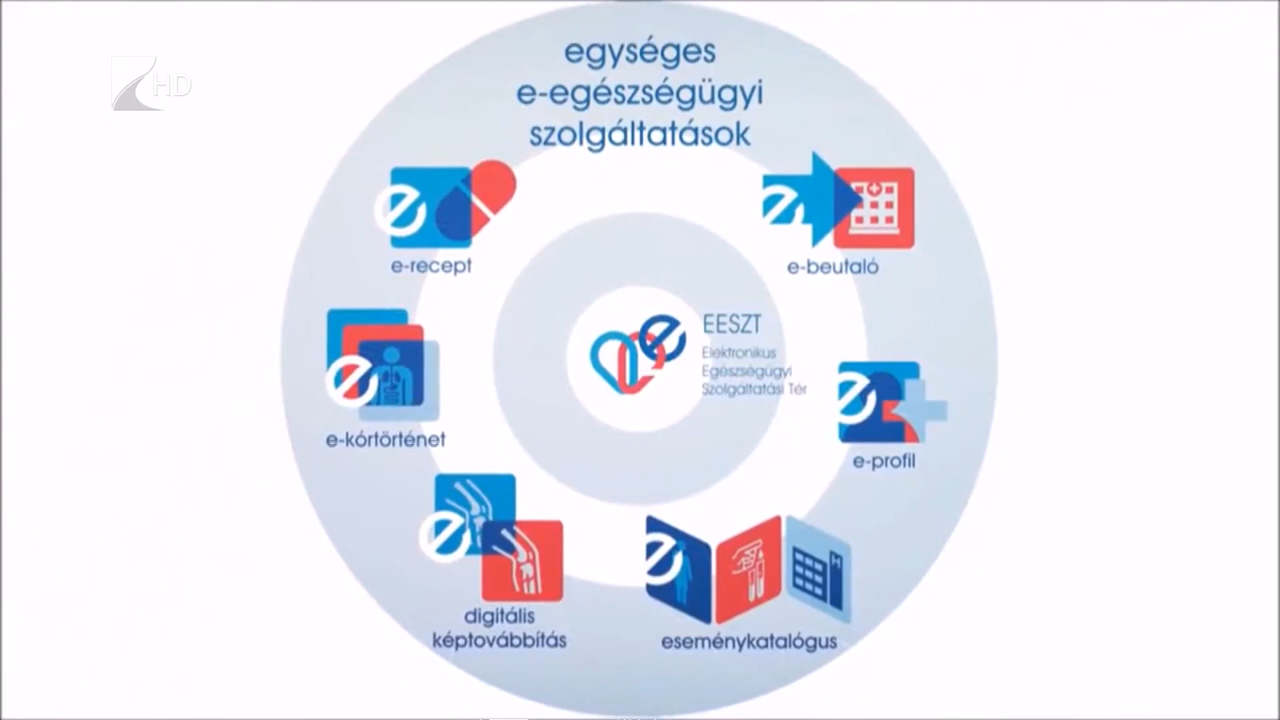 egységes
e-egészségügyi
szolgáltatások
HD
e-recept
e-beutaló
EESZT
Elektronikus
Egészségügyi
Szolgáltatási Tér
e-kórtörténet
e-profil
digitális
képtovábbítás
eseménykatalógus